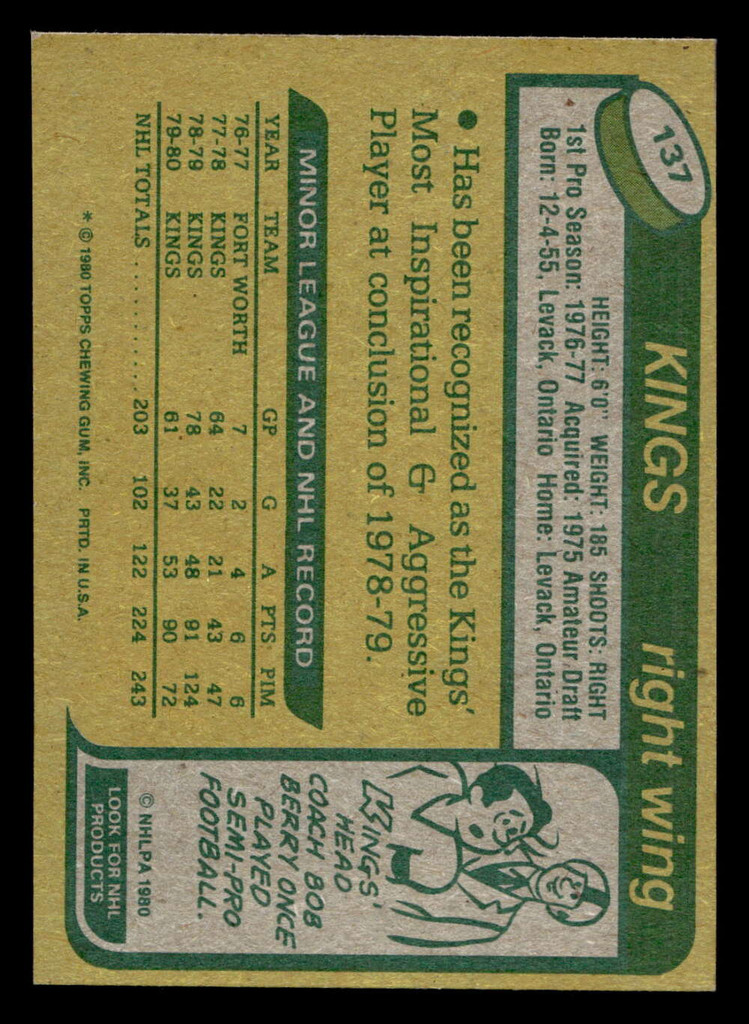 137
KINGS right wing
HEIGHT: 6'0" WEIGHT: 185 SHOOTS: RIGHT
1st Pro Season: 1976-77 Acquired: 1975 Amateur Draft
Born: 12-4-55, Levack, Ontario Home: Levack, Ontario
● Has been recognized as the Kings'
Most Inspirational & Aggressive
Player at conclusion of 1978-79.
MINOR LEAGUE AND NHL RECORD
YEAR TEAM GP G A PTS PIM
76-77 FORT WORTH 7 2 4 6 6
77-78 KINGS 64 22 21 43 47
78-79 KINGS 78 43 48 91 124
79-80 KINGS 61 37 53 90 72
NHL TOTALS .......... 203 102 122 224 243
* © 1980 TOPPS CHEWING GUM, INC. PRTD. IN U.S.A.
KINGS'
HEAD
COACH BOB
BERRY ONCE
PLAYED
SEMI-PRO
FOOTBALL.
© NHLPA 1980
LOOK FOR NHL
PRODUCTS